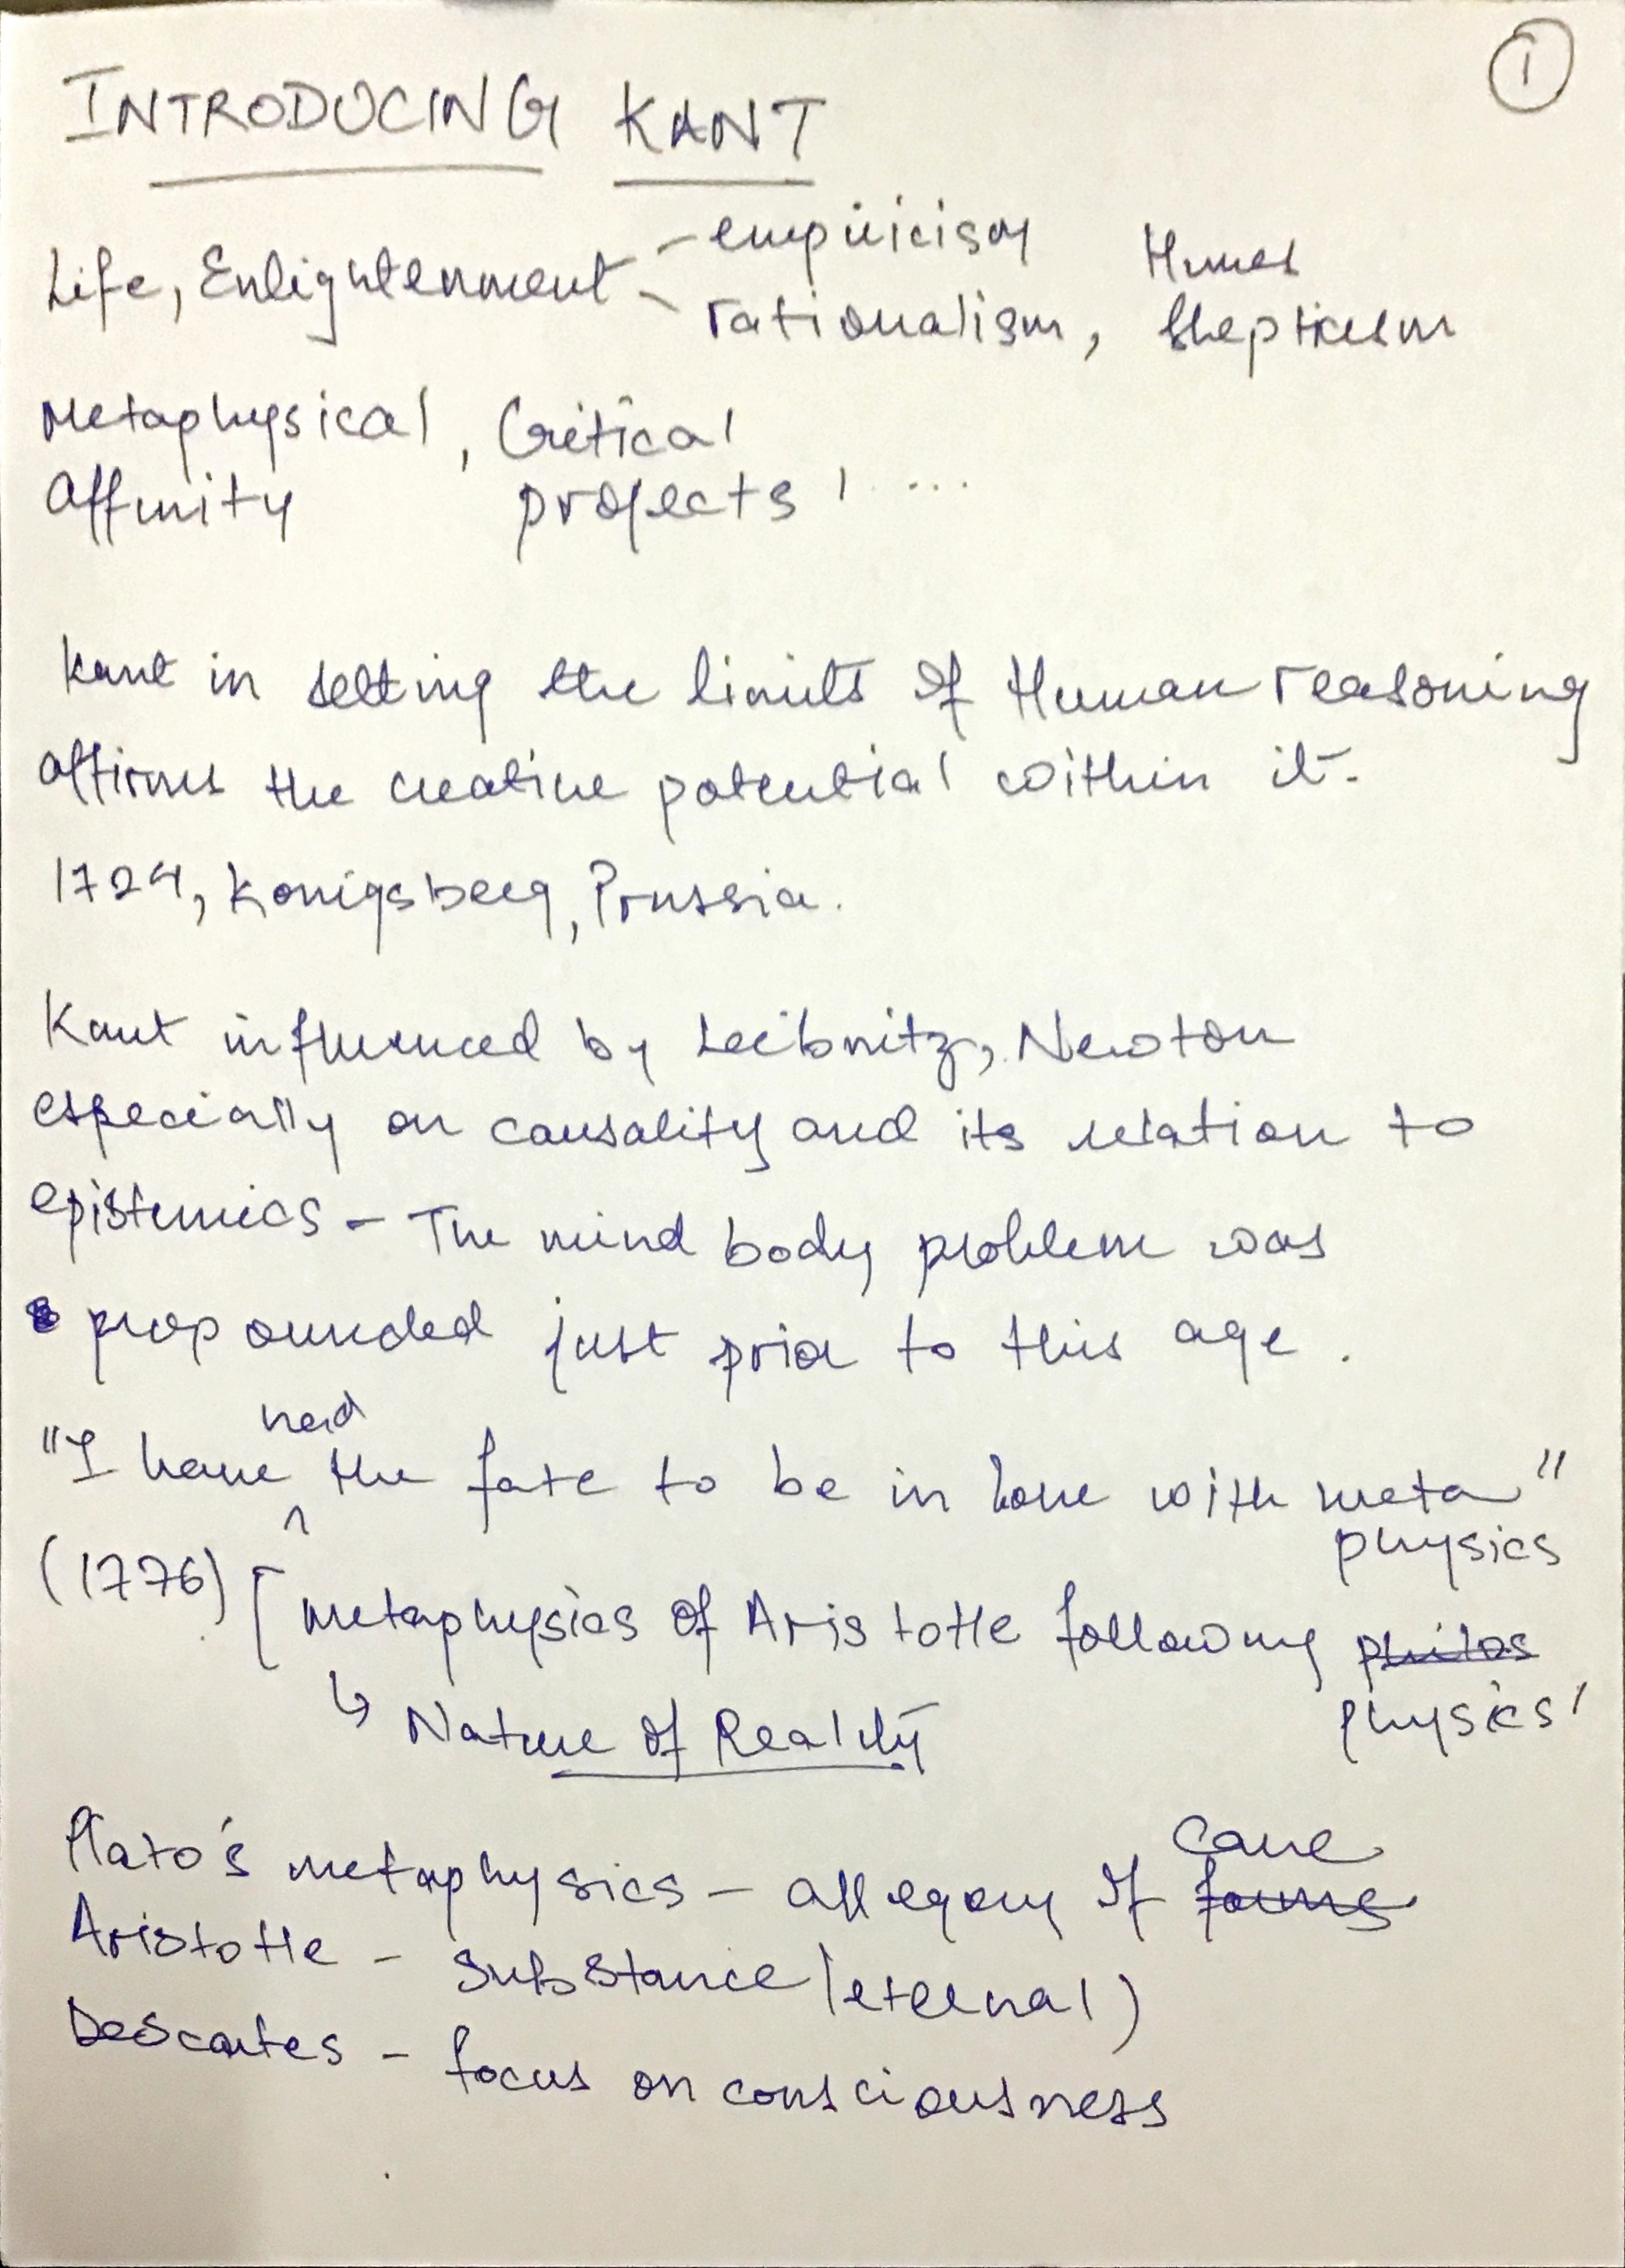 ①
INTRODUCING KANT
Life, Enlightenment - empiricism
- rationalism, Humes Skepticism
Metaphysical, Critical
Affinity projects, ...
Kant in setting the limits of Human reasoning
affirms the creative potential within it.
1724, Konigsberg, Prussia.
Kant influenced by Leibnitz, Newton
especially on causality and its relation to
epistemics - The mind body problem was
propounded just prior to this age.
"I have had the fate to be in love with meta"
physics
(1776) [ metaphysics of Aristotle following philos
physics'
↳ Nature of Reality
Plato's metaphysics - allegory of forms cave
Aristotle - substance (eternal)
Descartes - focus on consciousness